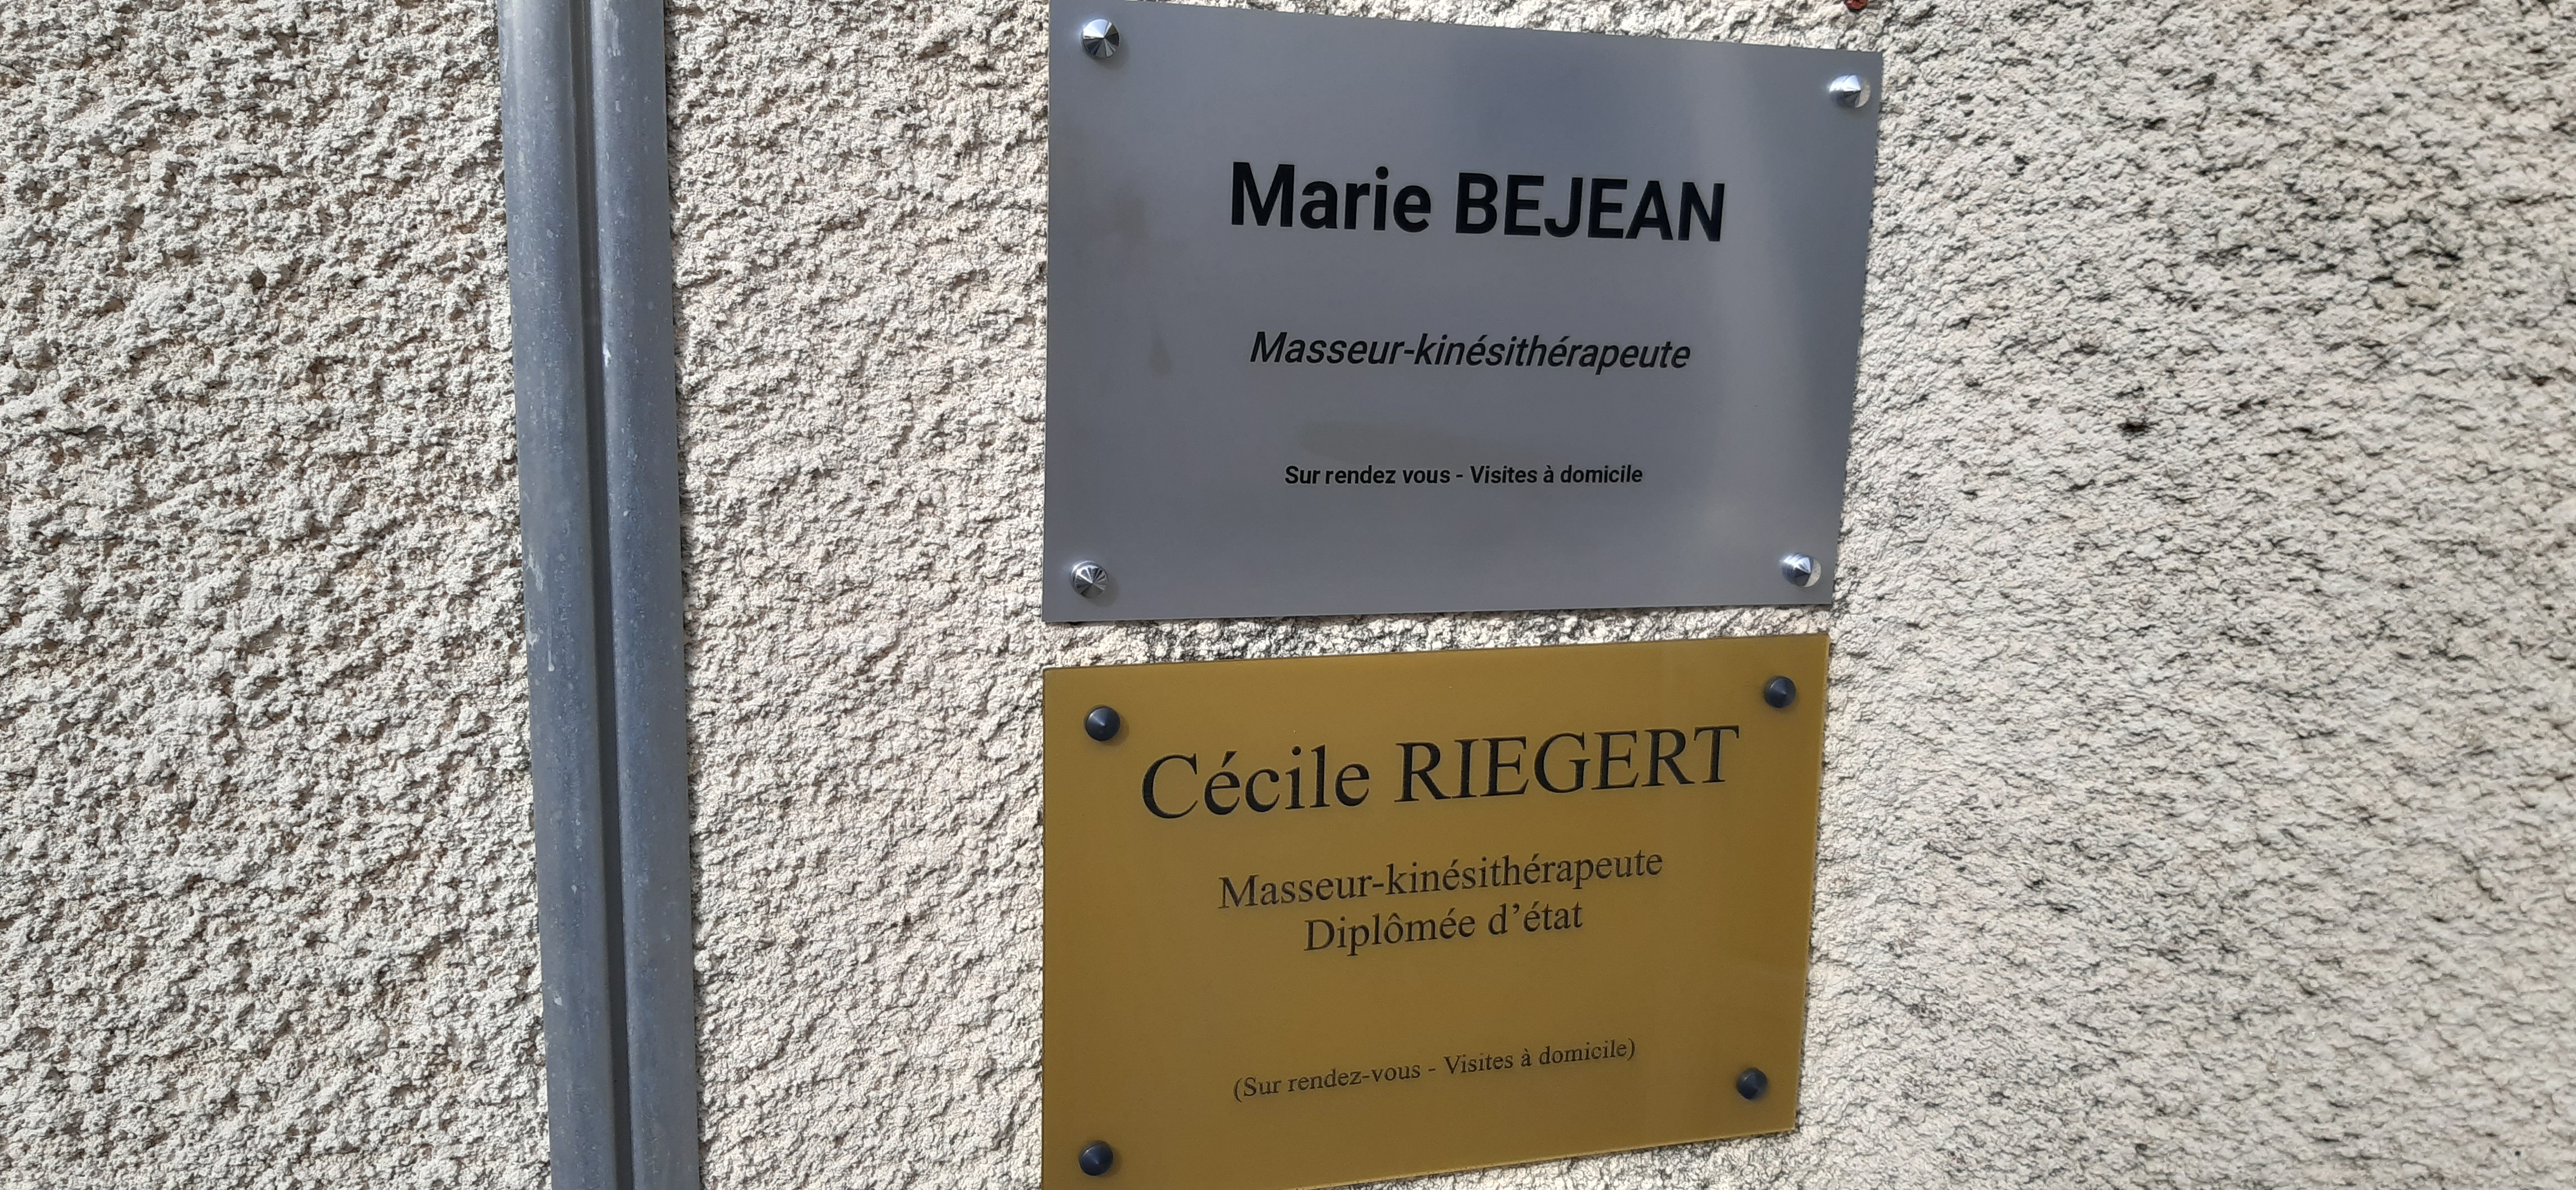 Marie BEJEAN
Masseur-kinésithérapeute
Sur rendez vous - Visites à domicile
Cécile RIEGERT
Masseur-kinésithérapeute
Diplômée d'état
(Sur rendez-vous - Visites à domicile)